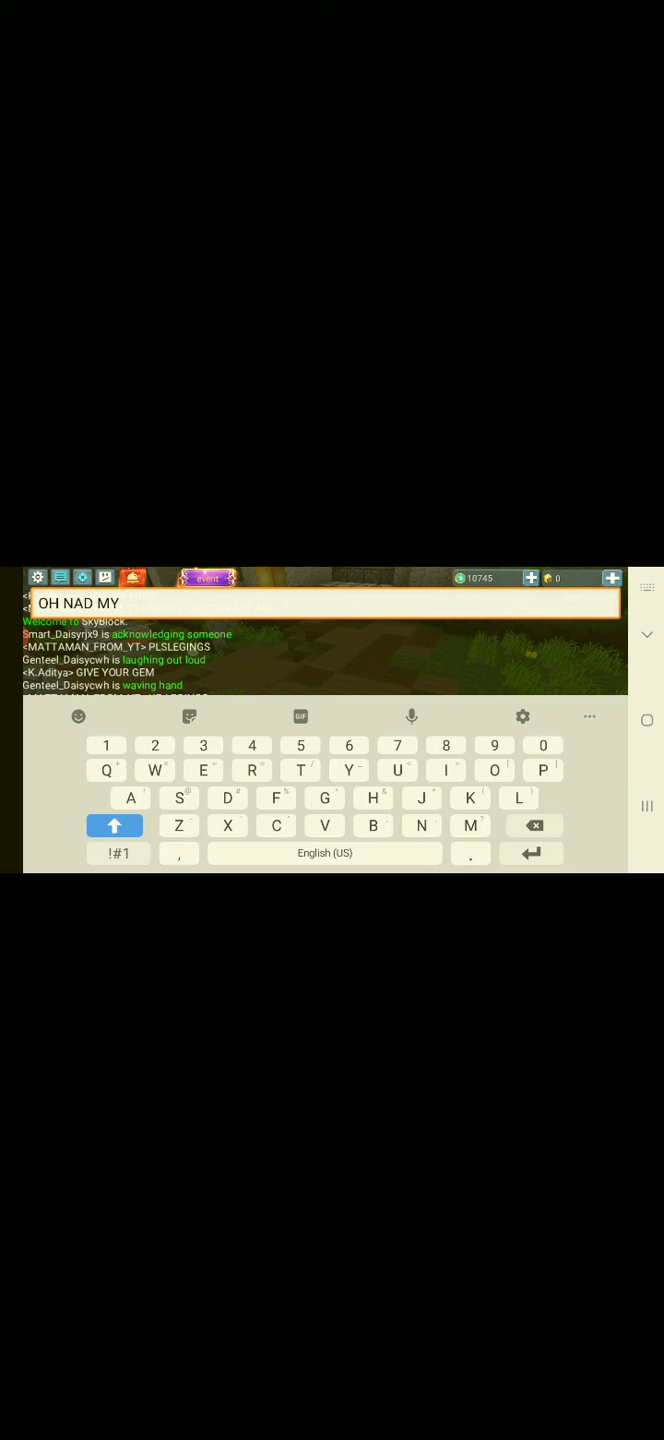 event
10745
0
OH NAD MY
Welcome to SkyBlock.
Smart_Daisyrjx9 is acknowledging someone
<MATTAMAN_FROM_YT> PLSLEGINGS
Genteel_Daisycwh is laughing out loud
<K.Aditya> GIVE YOUR GEM
Genteel_Daisycwh is waving hand
GIF
1 2 3 4 5 6 7 8 9 0
Q W E R T Y U I O P
A S D F G H J K L
Z X C V B N M
!#1 , English (US) .